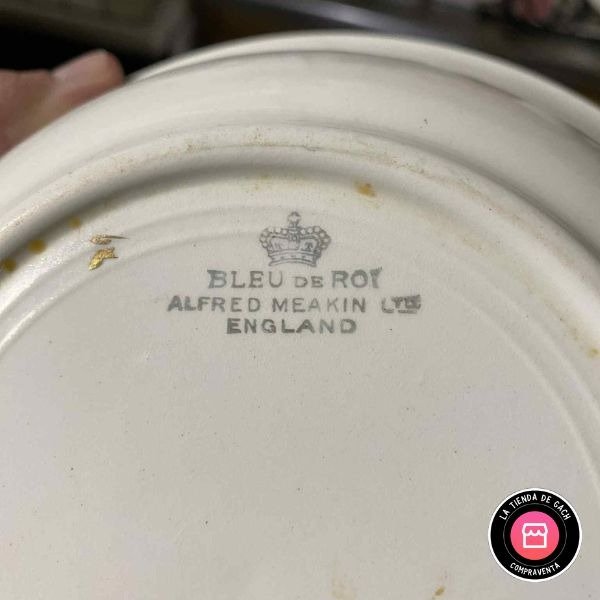 BLEU DE ROY
ALFRED MEAKIN LTD
ENGLAND
LA TIENDA DE GACH
COMPRAVENTA